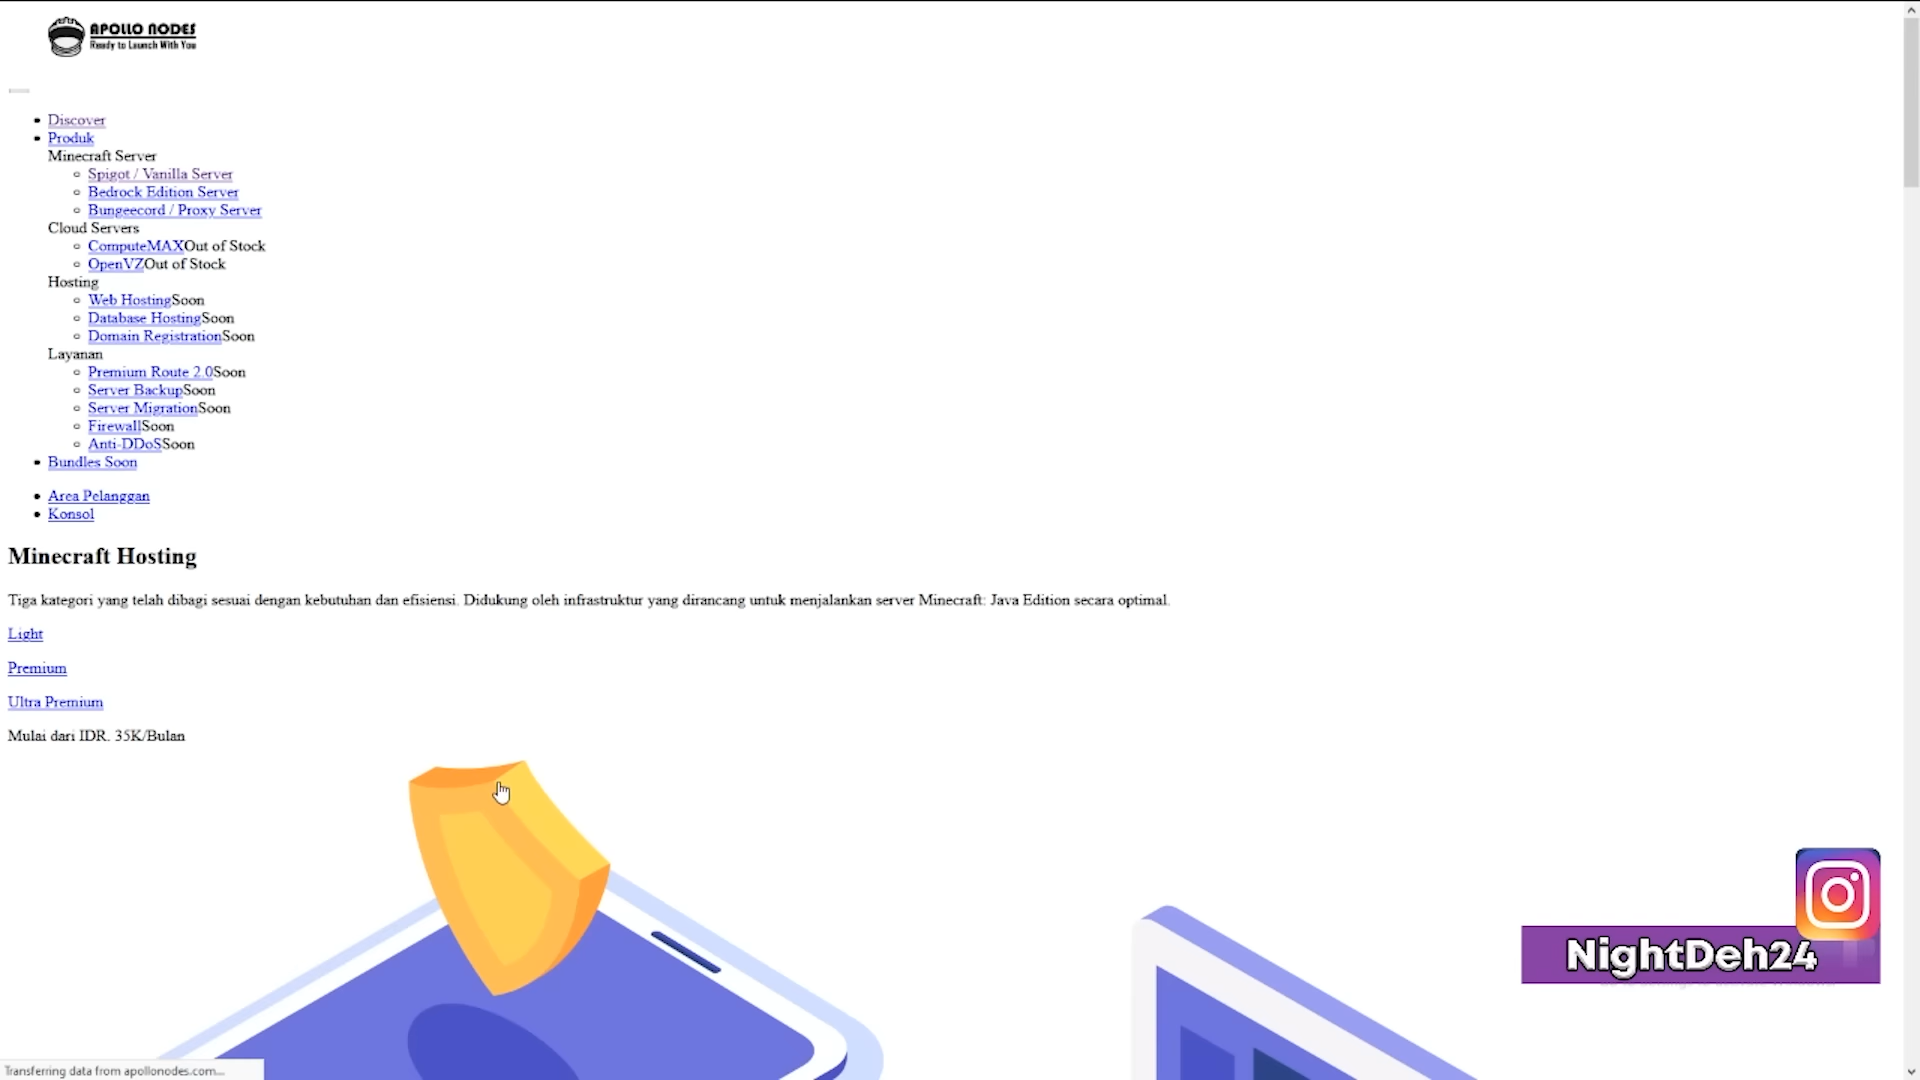 APOLLO NODES
Ready to Launch With You
Discover
Produk
Minecraft Server
Spigot / Vanilla Server
Bedrock Edition Server
Bungeecord / Proxy Server
Cloud Servers
ComputeMAXOut of Stock
OpenVZOut of Stock
Hosting
Web HostingSoon
Database HostingSoon
Domain RegistrationSoon
Layanan
Premium Route 2.0Soon
Server BackupSoon
Server MigrationSoon
FirewallSoon
Anti-DDoSSoon
Bundles Soon
Area Pelanggan
Konsol
Minecraft Hosting
Tiga kategori yang telah dibagi sesuai dengan kebutuhan dan efisiensi. Didukung oleh infrastruktur yang dirancang untuk menjalankan server Minecraft: Java Edition secara optimal.
Light
Premium
Ultra Premium
Mulai dari IDR. 35K/Bulan
NightDeh24
Transferring data from apollonodes.com...